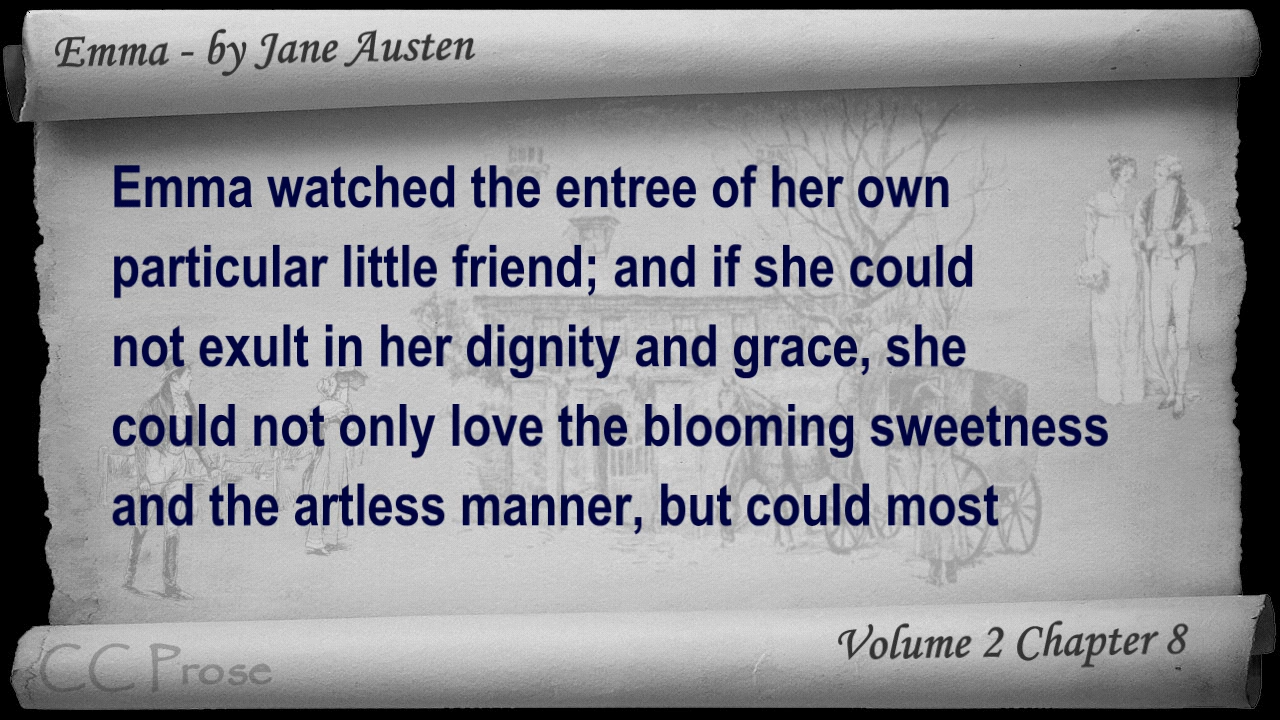 Emma - by Jane Austen
Emma watched the entree of her own
particular little friend; and if she could
not exult in her dignity and grace, she
could not only love the blooming sweetness
and the artless manner, but could most
Volume 2 Chapter 8
CC Prose